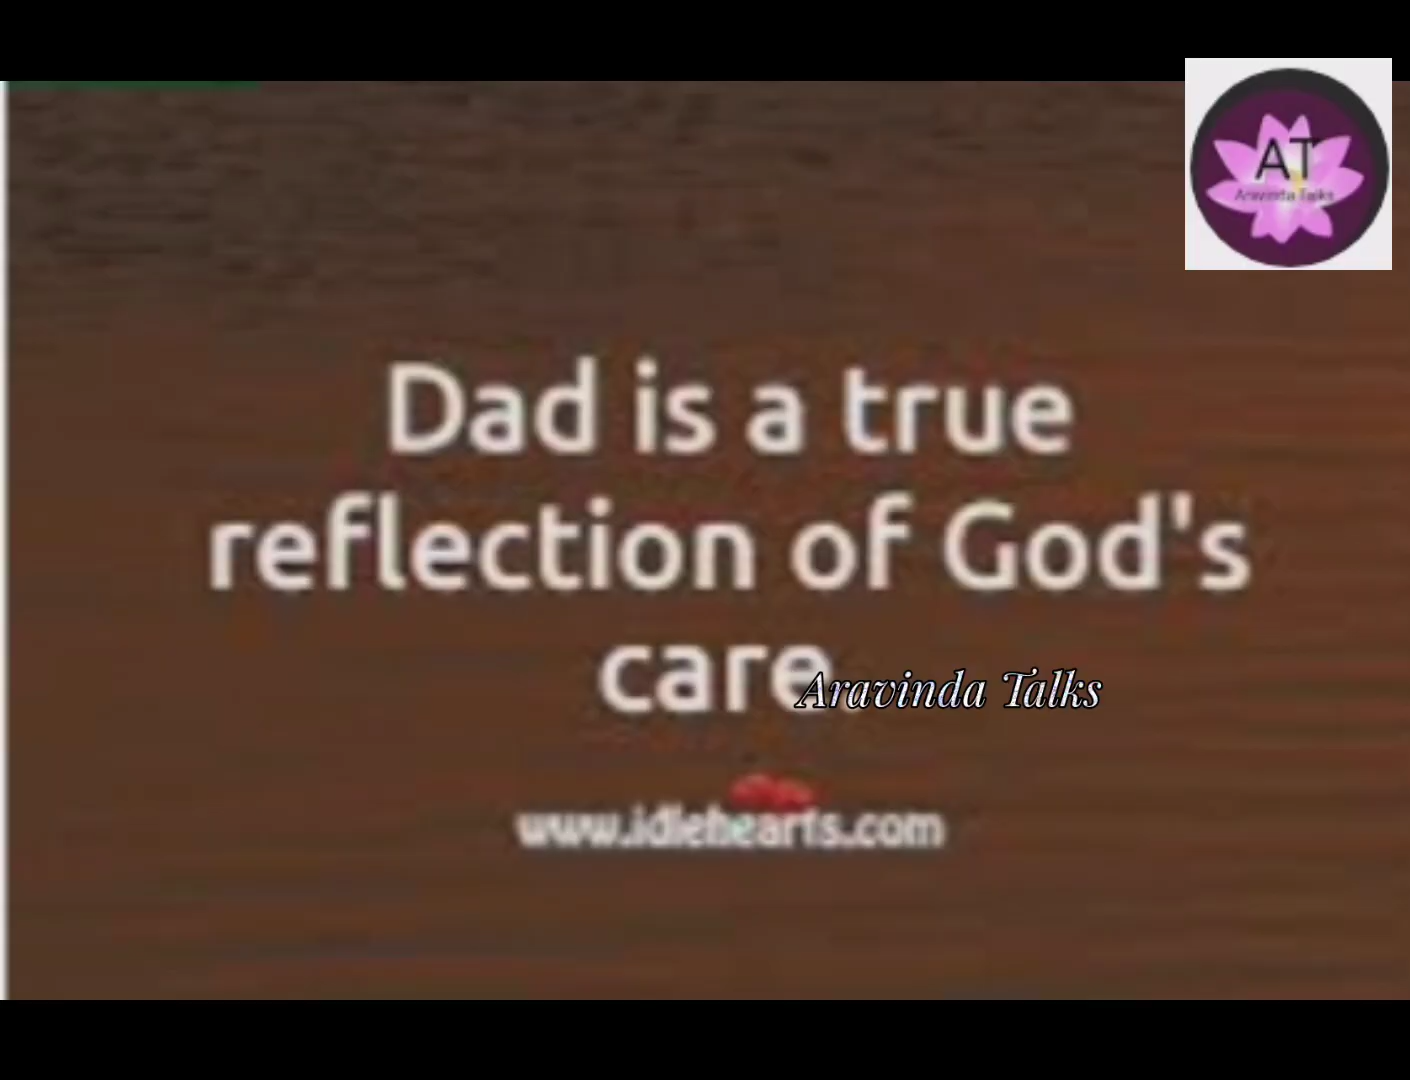 AT
Aravinda Talks
Dad is a true
reflection of God's
care.
Aravinda Talks
www.idlehearts.com